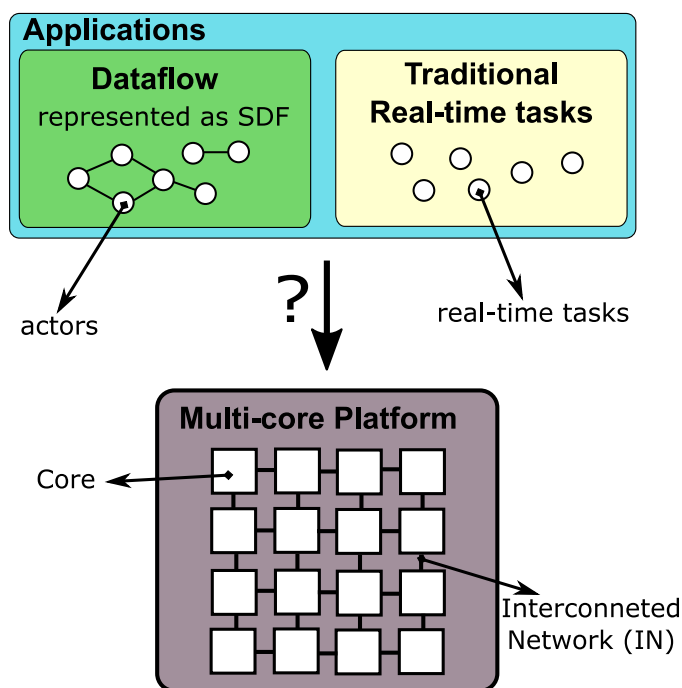 Applications
Dataflow
represented as SDF
Traditional
Real-time tasks
actors
?
real-time tasks
Multi-core Platform
Core
Interconneted
Network (IN)